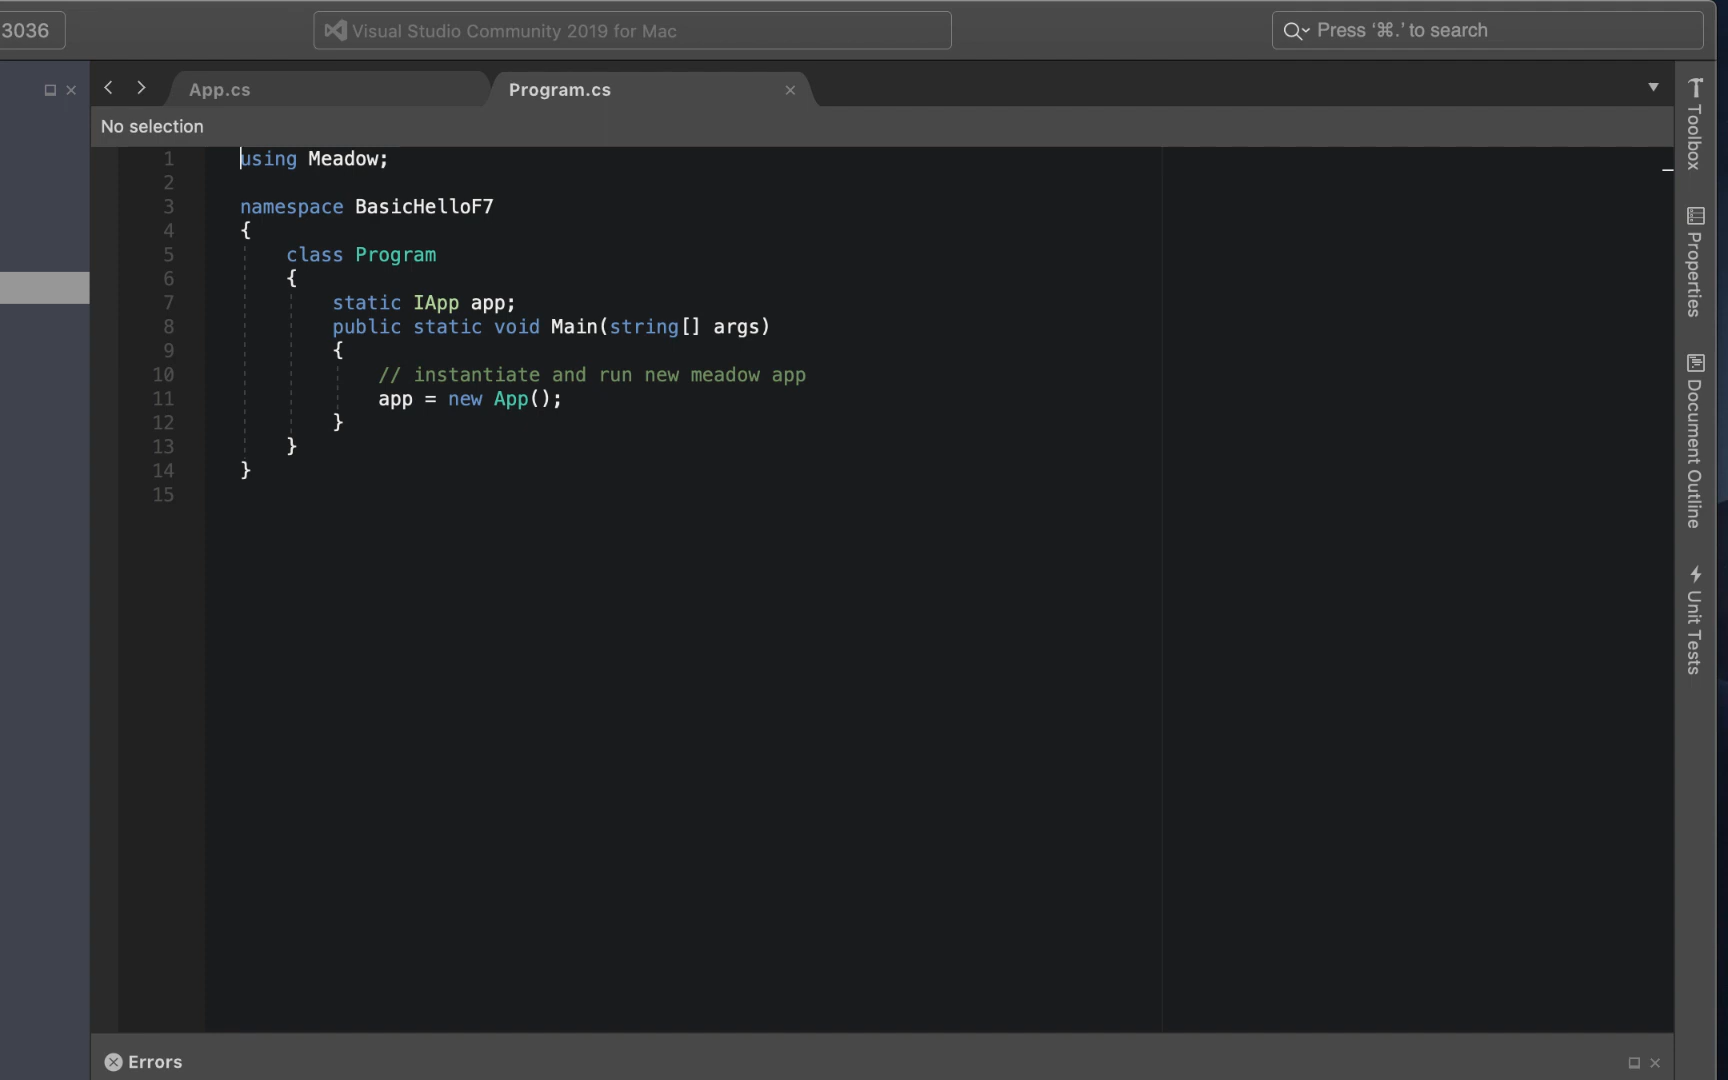 3036
Visual Studio Community 2019 for Mac
Press ‘⌘.’ to search
App.cs
Program.cs
No selection
1 using Meadow;
2
3 namespace BasicHelloF7
4 {
5     class Program
6     {
7         static IApp app;
8         public static void Main(string[] args)
9         {
10             // instantiate and run new meadow app
11             app = new App();
12         }
13     }
14 }
15
Toolbox
Properties
Document Outline
Unit Tests
Errors